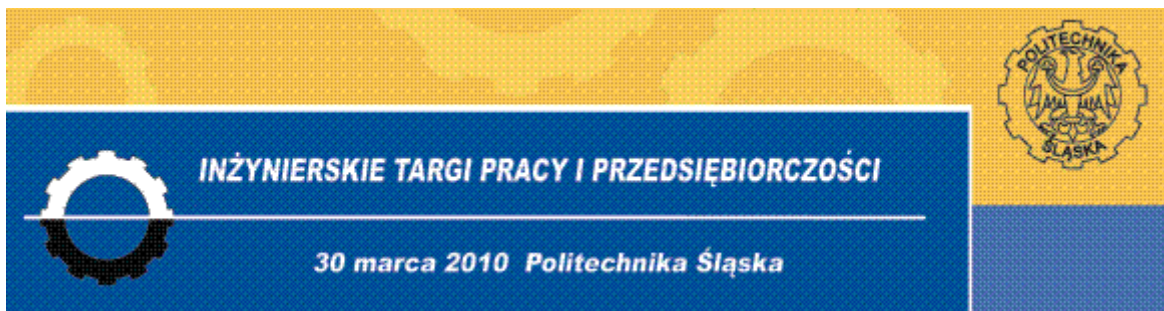 POLITECHNIKA
ŚLĄSKA
INŻYNIERSKIE TARGI PRACY I PRZEDSIĘBIORCZOŚCI
30 marca 2010 Politechnika Śląska